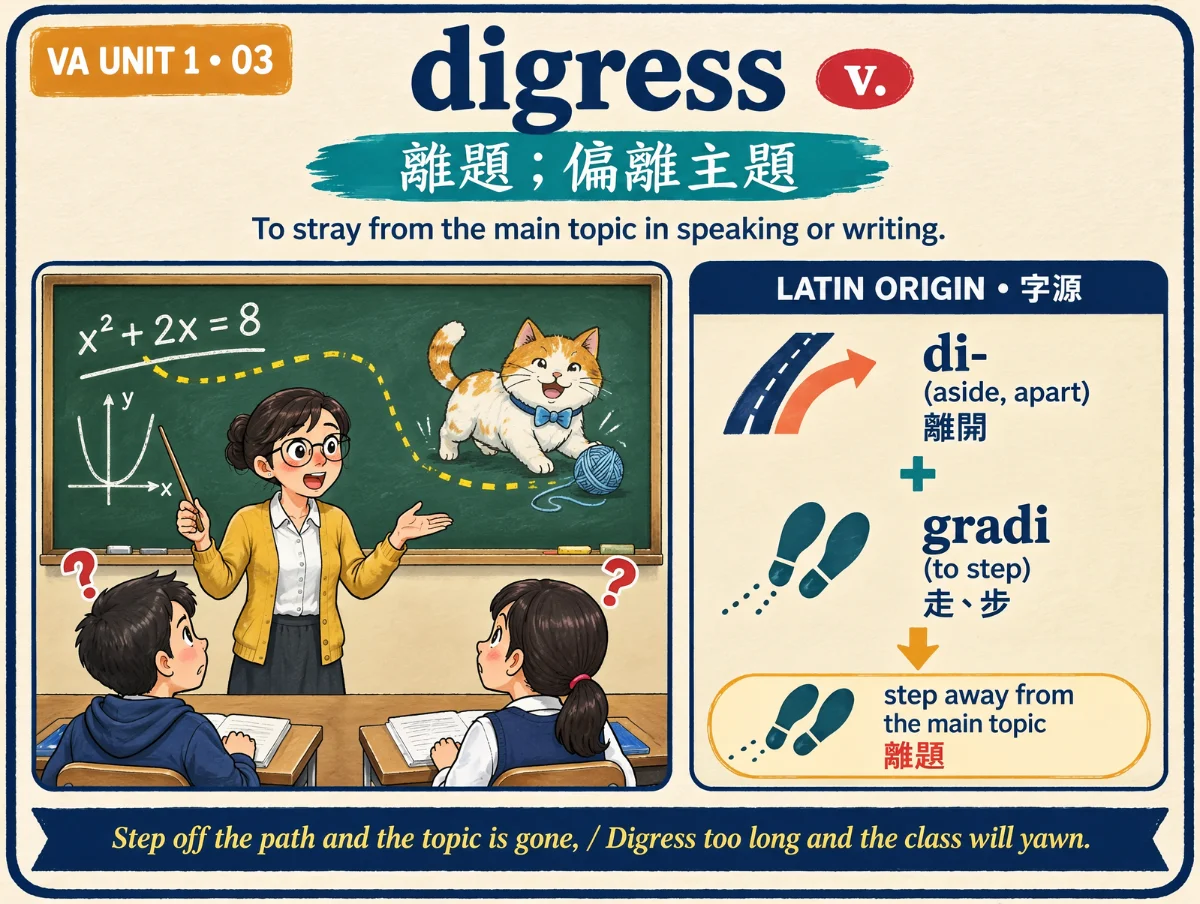 VA UNIT 1 • 03
digress v.
離題；偏離主題
To stray from the main topic in speaking or writing.
x² + 2x = 8
y
x
?
?
LATIN ORIGIN • 字源
di-
(aside, apart)
離開
+
gradi
(to step)
走、步
step away from
the main topic
離題
Step off the path and the topic is gone, / Digress too long and the class will yawn.